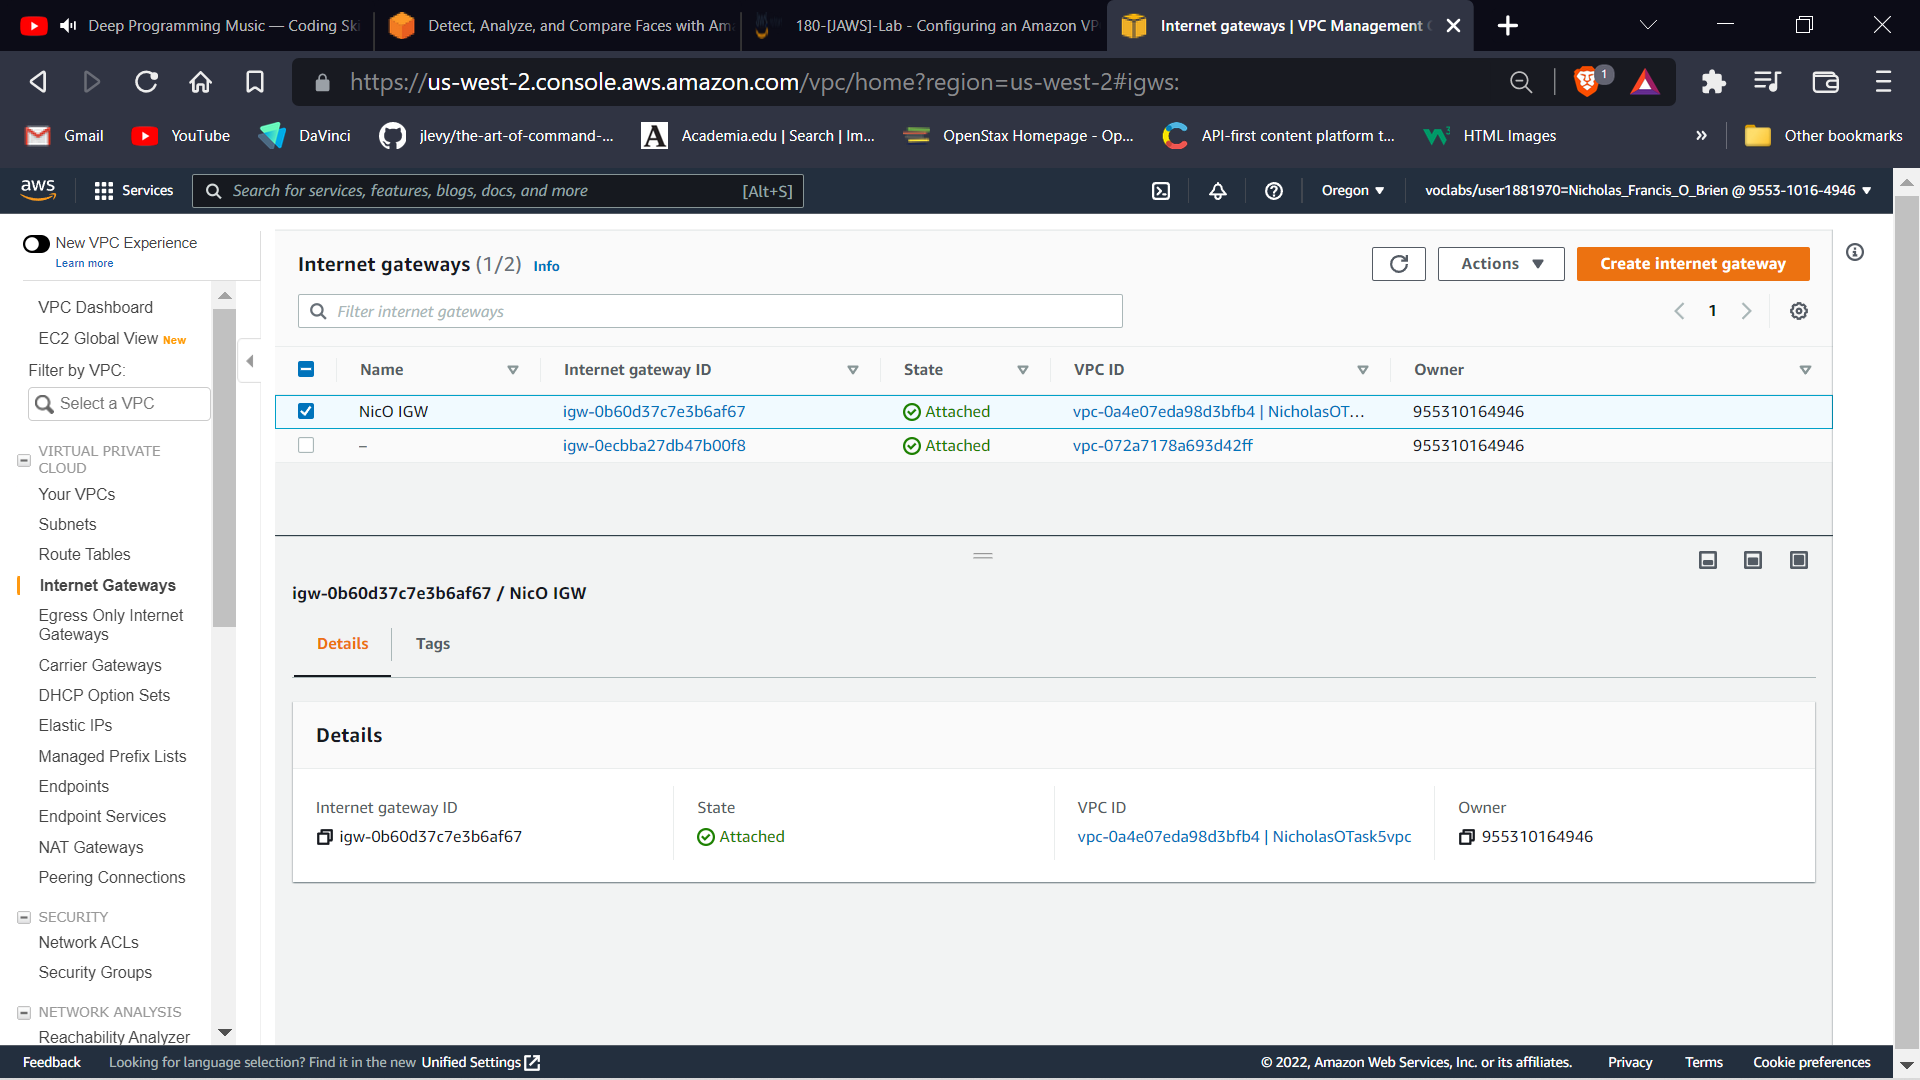 Deep Programming Music — Coding Ski
Detect, Analyze, and Compare Faces with Ama
180-[JAWS]-Lab - Configuring an Amazon VP
Internet gateways | VPC Management C
https://us-west-2.console.aws.amazon.com/vpc/home?region=us-west-2#igws:
1
Gmail
YouTube
DaVinci
jlevy/the-art-of-command-...
A
Academia.edu | Search | Im...
OpenStax Homepage - Op...
API-first content platform t...
HTML Images
»
Other bookmarks
aws
Services
Search for services, features, blogs, docs, and more
[Alt+S]
Oregon
voclabs/user1881970=Nicholas_Francis_O_Brien @ 9553-1016-4946
New VPC Experience
Learn more
VPC Dashboard
EC2 Global View New
Filter by VPC:
Select a VPC
VIRTUAL PRIVATE
CLOUD
Your VPCs
Subnets
Route Tables
Internet Gateways
Egress Only Internet
Gateways
Carrier Gateways
DHCP Option Sets
Elastic IPs
Managed Prefix Lists
Endpoints
Endpoint Services
NAT Gateways
Peering Connections
SECURITY
Network ACLs
Security Groups
NETWORK ANALYSIS
Reachability Analyzer
Internet gateways (1/2) Info
Actions
Create internet gateway
Filter internet gateways
1
Name Internet gateway ID State VPC ID Owner
NicO IGW igw-0b60d37c7e3b6af67 Attached vpc-0a4e07eda98d3bfb4 | NicholasOT... 955310164946
– igw-0ecbba27db47b00f8 Attached vpc-072a7178a693d42ff 955310164946
igw-0b60d37c7e3b6af67 / NicO IGW
Details Tags
Details
Internet gateway ID State VPC ID Owner
igw-0b60d37c7e3b6af67 Attached vpc-0a4e07eda98d3bfb4 | NicholasOTask5vpc 955310164946
Feedback Looking for language selection? Find it in the new Unified Settings
© 2022, Amazon Web Services, Inc. or its affiliates. Privacy Terms Cookie preferences